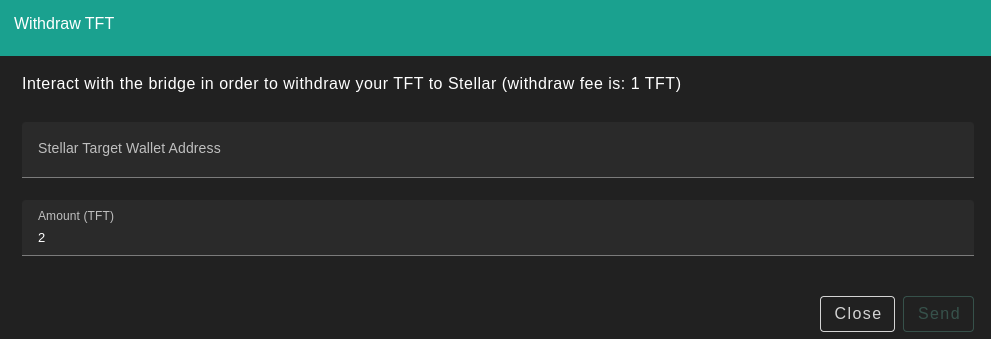 Withdraw TFT
Interact with the bridge in order to withdraw your TFT to Stellar (withdraw fee is: 1 TFT)
Stellar Target Wallet Address
Amount (TFT)
2
Close Send